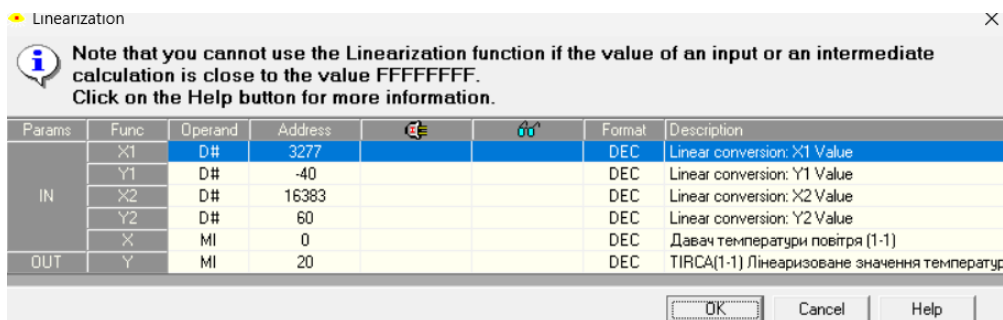 Linearization
Note that you cannot use the Linearization function if the value of an input or an intermediate
calculation is close to the value FFFFFFFF.
Click on the Help button for more information.
Params Func Operand Address Format Description
X1 D# 3277 DEC Linear conversion: X1 Value
Y1 D# -40 DEC Linear conversion: Y1 Value
IN X2 D# 16383 DEC Linear conversion: X2 Value
Y2 D# 60 DEC Linear conversion: Y2 Value
X MI 0 DEC Давач температури повітря (1-1)
OUT Y MI 20 DEC TIRCA(1-1) Лінеаризоване значення температур
OK Cancel Help